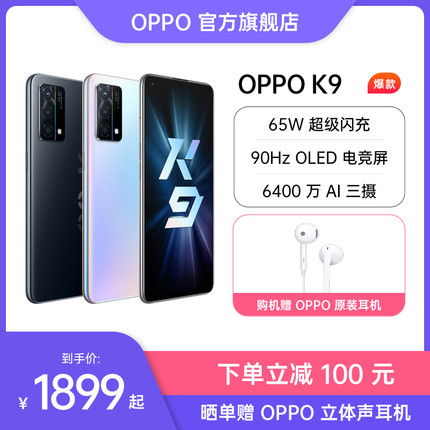 OPPO 官方旗舰店
OPPO K9
爆款
65W 超级闪充
90Hz OLED 电竞屏
6400 万 AI 三摄
K9
购机赠 OPPO 原装耳机
到手价:
¥1899起
下单立减 100 元
晒单赠 OPPO 立体声耳机